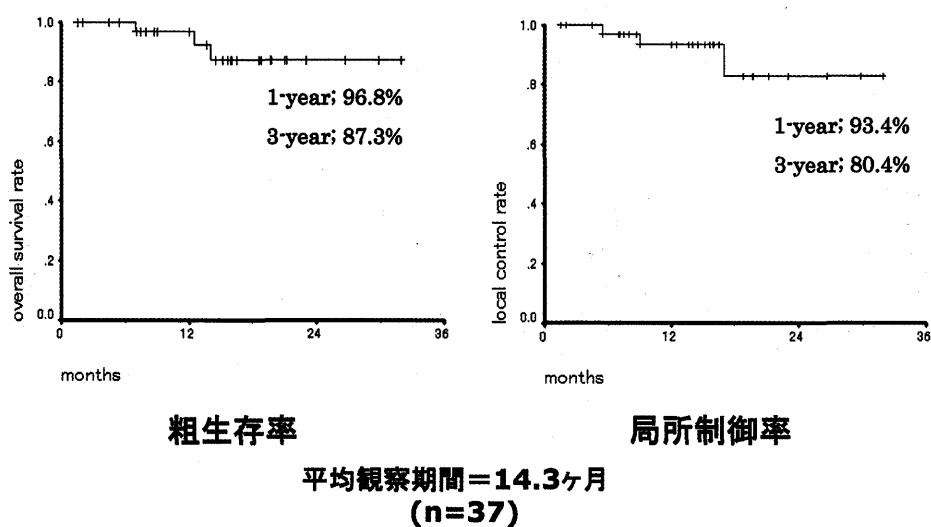 1.0
.8
.6
.4
.2
0.0
overall survival rate
1-year; 96.8%
3-year; 87.3%
0 12 24 36
months
粗生存率
1.0
.8
.6
.4
.2
0.0
local control rate
1-year; 93.4%
3-year; 80.4%
0 12 24 36
months
局所制御率
平均観察期間＝14.3ヶ月
(n=37)